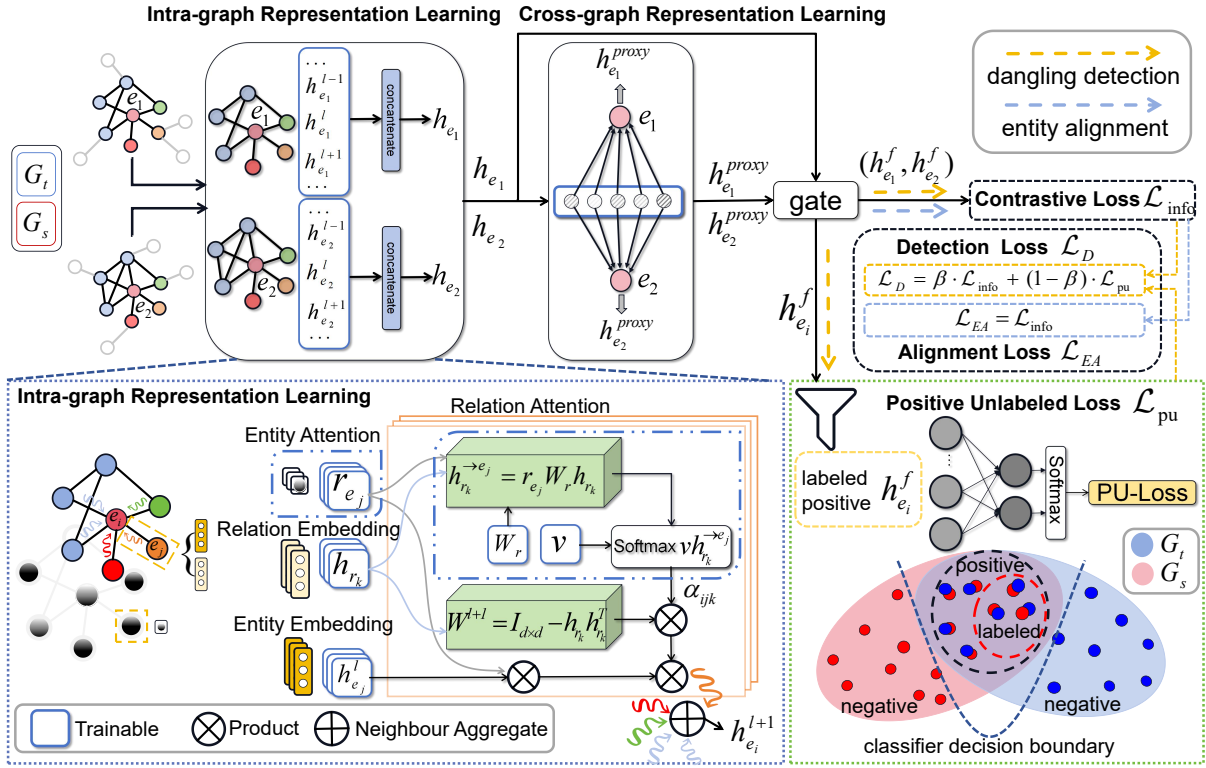 Intra-graph Representation Learning
Cross-graph Representation Learning
G_t
G_s
e_1
e_2
e_1
e_2
...
h_{e_1}^{l-1}
h_{e_1}^{l}
h_{e_1}^{l+1}
...
...
h_{e_2}^{l-1}
h_{e_2}^{l}
h_{e_2}^{l+1}
...
concantenate
concantenate
h_{e_1}
h_{e_2}
h_{e_1}
h_{e_2}
h_{e_1}^{proxy}
e_1
e_2
h_{e_2}^{proxy}
h_{e_1}^{proxy}
h_{e_2}^{proxy}
gate
(h_{e_1}^{f}, h_{e_2}^{f})
h_{e_i}^{f}
dangling detection
entity alignment
Contrastive Loss ℒ_info
Detection Loss ℒ_D
ℒ_D = β · ℒ_info + (1 − β) · ℒ_pu
ℒ_EA = ℒ_info
Alignment Loss ℒ_EA
Intra-graph Representation Learning
Relation Attention
Entity Attention
r_{e_j}
Relation Embedding
h_{r_k}
Entity Embedding
h_{e_j}^{l}
e_i
e_j
h_{r_k}^{→e_j} = r_{e_j} W_r h_{r_k}
W_r
v
Softmax v h_{r_k}^{→e_j}
α_{ijk}
W^{l+1} = I_{d×d} − h_{r_k} h_{r_k}^{T}
h_{e_i}^{l+1}
Trainable
Product
Neighbour Aggregate
Positive Unlabeled Loss ℒ_pu
labeled
positive
h_{e_i}^{f}
Softmax
PU-Loss
G_t
G_s
positive
labeled
negative
negative
classifier decision boundary